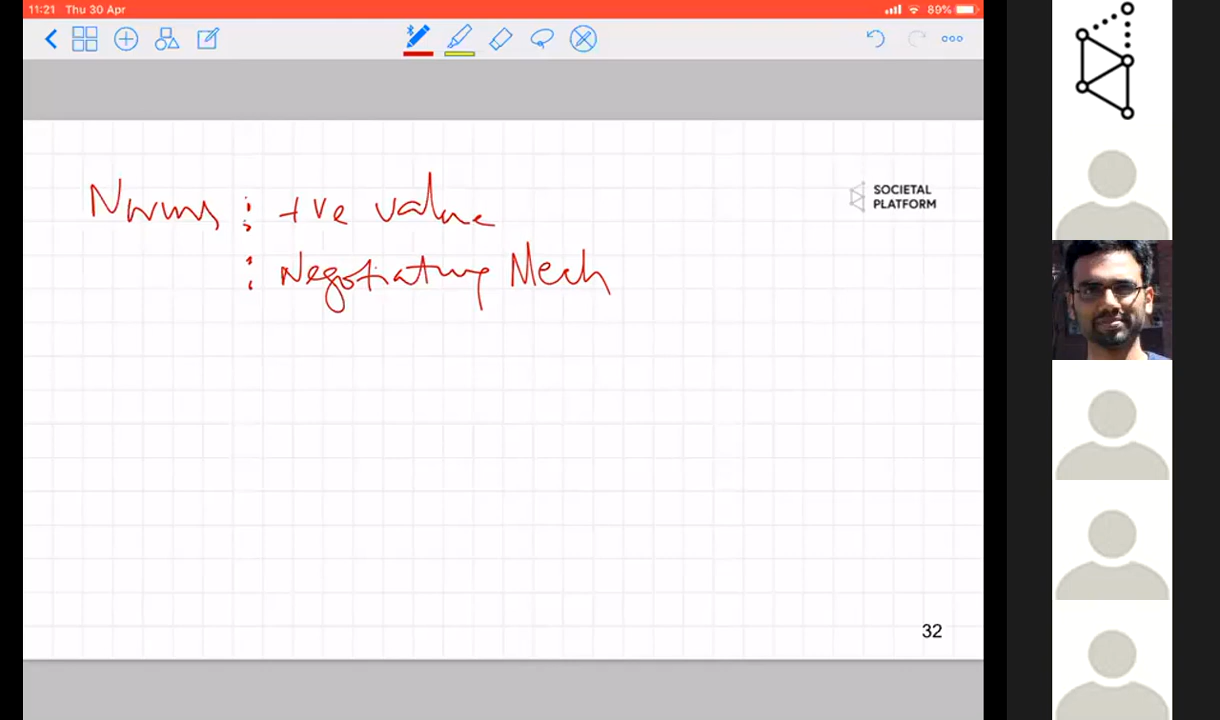 11:21 Thu 30 Apr 89%
Norms : +ve value
: Negotiating Mech
SOCIETAL
PLATFORM
32